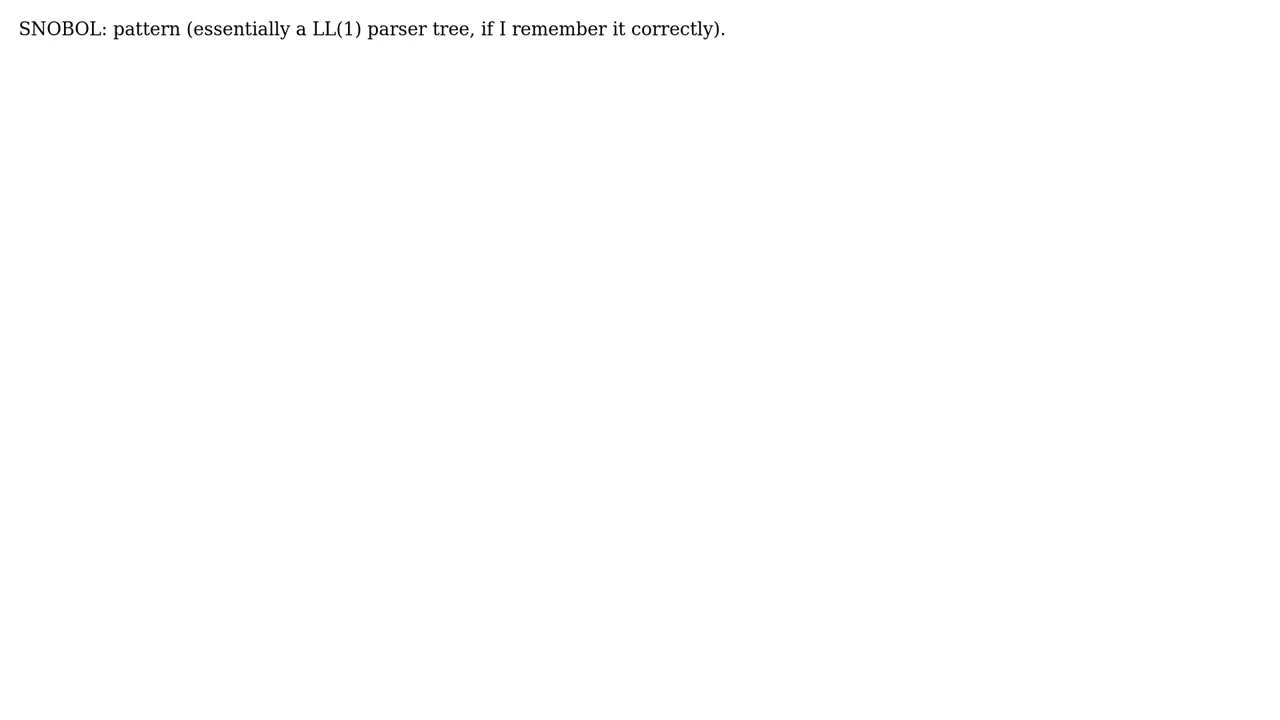 SNOBOL: pattern (essentially a LL(1) parser tree, if I remember it correctly).